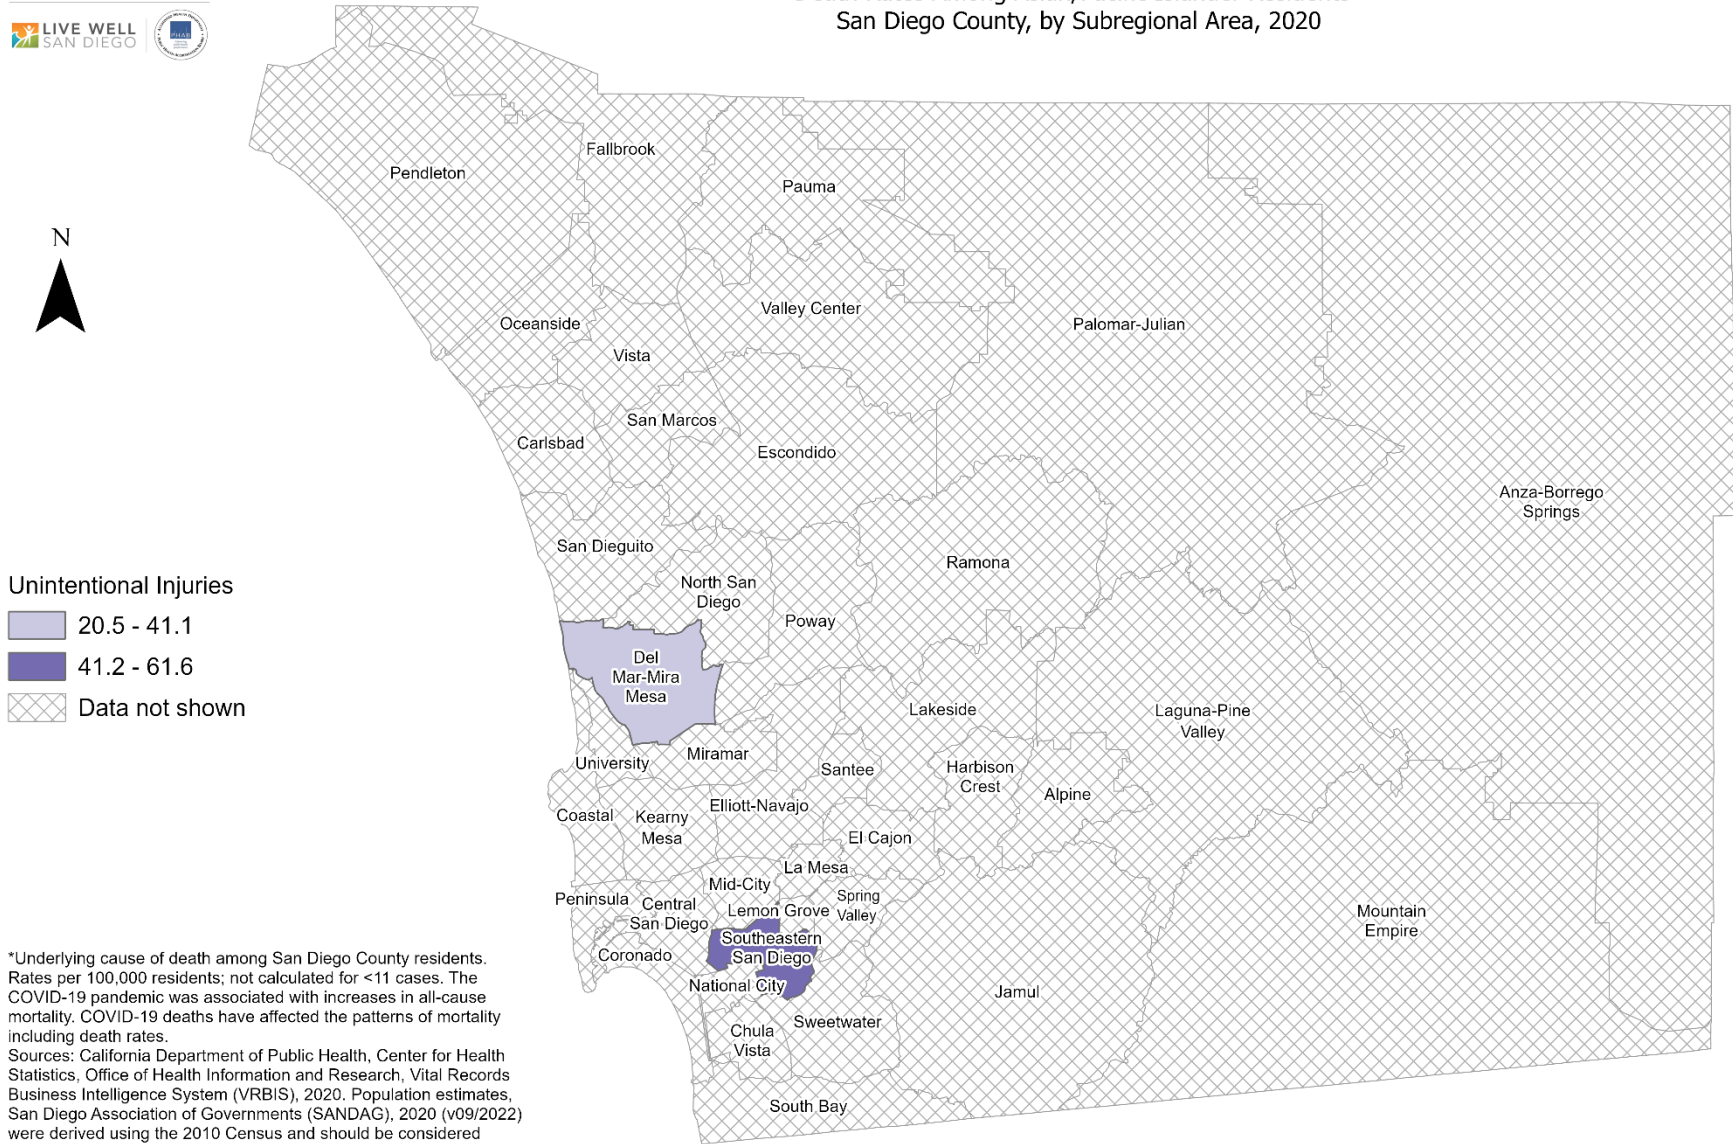 LIVE WELL
SAN DIEGO
San Diego County, by Subregional Area, 2020
Fallbrook
Pendleton
Pauma
N
Valley Center
Oceanside
Palomar-Julian
Vista
San Marcos
Carlsbad
Escondido
Anza-Borrego
Springs
San Dieguito
Ramona
North San
Diego
Poway
Del
Mar-Mira
Mesa
Lakeside
Laguna-Pine
Valley
Miramar
University
Santee
Harbison
Crest
Alpine
Coastal
Kearny
Mesa
Elliott-Navajo
El Cajon
La Mesa
Mid-City
Peninsula
Central
San Diego
Lemon Grove
Spring
Valley
Mountain
Empire
Southeastern
San Diego
Coronado
National City
Jamul
Sweetwater
Chula
Vista
South Bay
Unintentional Injuries
20.5 - 41.1
41.2 - 61.6
Data not shown
*Underlying cause of death among San Diego County residents.
Rates per 100,000 residents; not calculated for <11 cases. The
COVID-19 pandemic was associated with increases in all-cause
mortality. COVID-19 deaths have affected the patterns of mortality
including death rates.
Sources: California Department of Public Health, Center for Health
Statistics, Office of Health Information and Research, Vital Records
Business Intelligence System (VRBIS), 2020. Population estimates,
San Diego Association of Governments (SANDAG), 2020 (v09/2022)
were derived using the 2010 Census and should be considered